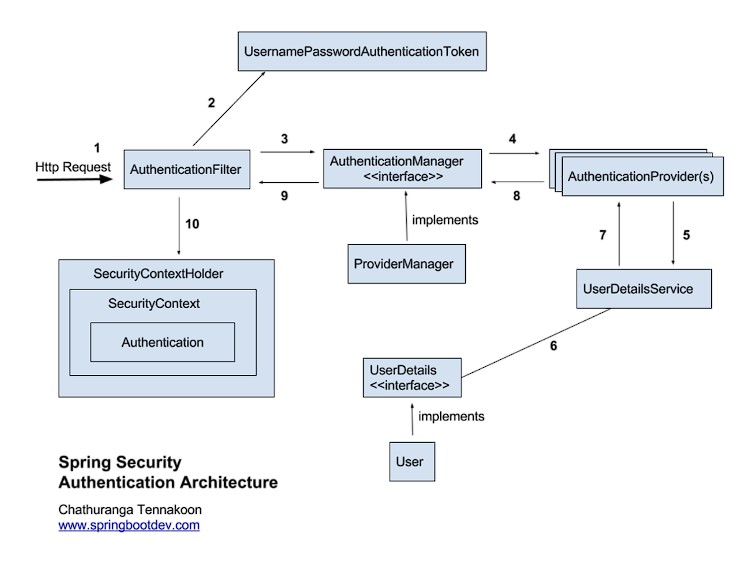 UsernamePasswordAuthenticationToken
2
1
Http Request
AuthenticationFilter
3
9
AuthenticationManager
<<interface>>
4
8
AuthenticationProvider(s)
10
implements
7
5
SecurityContextHolder
SecurityContext
Authentication
ProviderManager
UserDetailsService
6
UserDetails
<<interface>>
implements
User
Spring Security
Authentication Architecture
Chathuranga Tennakoon
www.springbootdev.com